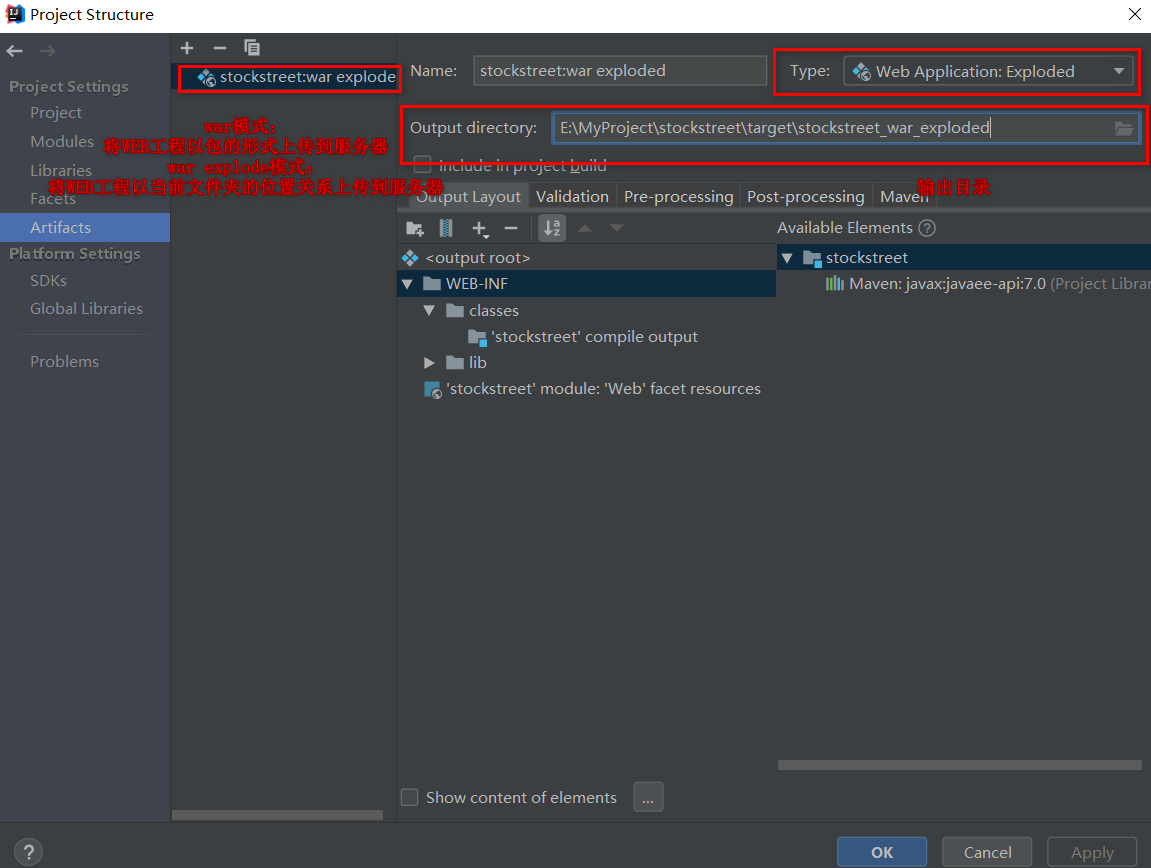 Project Structure
Project Settings
Project
Modules
Libraries
Facets
Artifacts
Platform Settings
SDKs
Global Libraries
Problems
stockstreet:war explode
war模式:
将WEB工程以包的形式上传到服务器
war explode模式:
将WEB工程以当前文件夹的位置关系上传到服务器
Name: stockstreet:war exploded
Type: Web Application: Exploded
Output directory: E:\MyProject\stockstreet\target\stockstreet_war_exploded
Include in project build
输出目录
Output Layout Validation Pre-processing Post-processing Maven
Available Elements ?
<output root>
WEB-INF
classes
'stockstreet' compile output
lib
'stockstreet' module: 'Web' facet resources
stockstreet
Maven: javax:javaee-api:7.0 (Project Librar
Show content of elements ...
? OK Cancel Apply